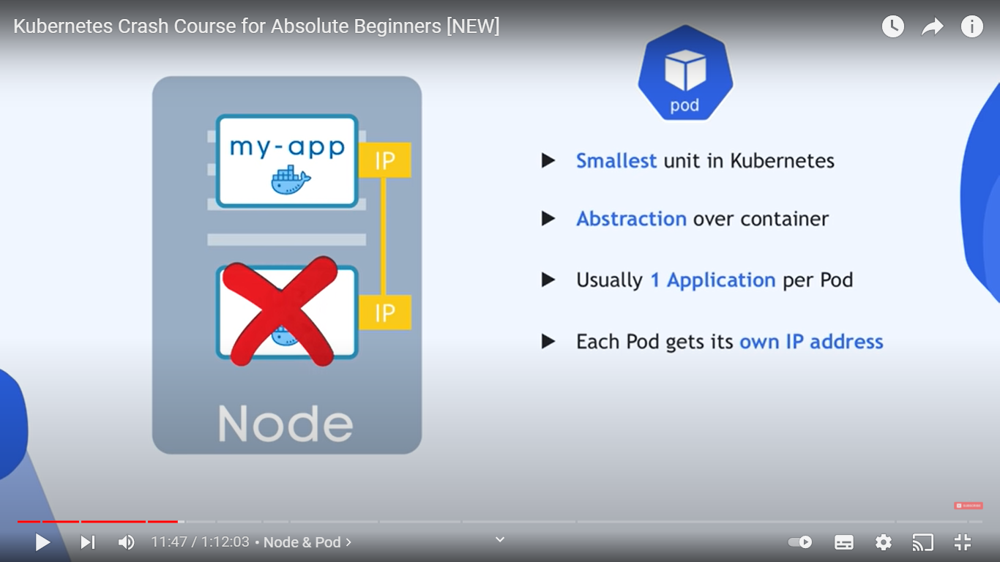 Kubernetes Crash Course for Absolute Beginners [NEW]
pod
my-app
IP
IP
Node
Smallest unit in Kubernetes
Abstraction over container
Usually 1 Application per Pod
Each Pod gets its own IP address
SUBSCRIBE
11:47 / 1:12:03 • Node & Pod